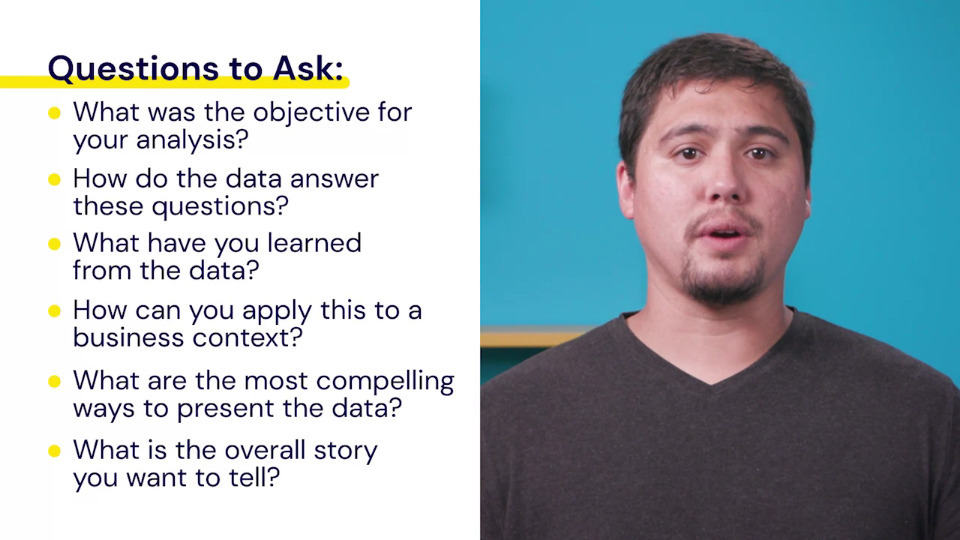 Questions to Ask:
What was the objective for
your analysis?
How do the data answer
these questions?
What have you learned
from the data?
How can you apply this to a
business context?
What are the most compelling
ways to present the data?
What is the overall story
you want to tell?